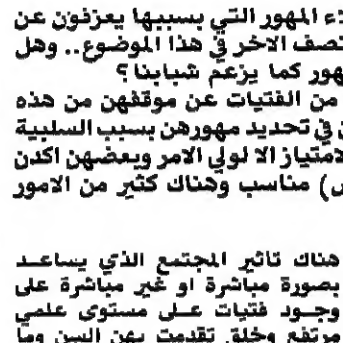 لاء المهور التي بسببها يعزفون عن
نصف الاخر في هذا الموضوع.. وهل
هور كما يزعم شبابنا ؟
من الفتيات عن موقفهن من هذه
ن في تحديد مهورهن بسبب السلبية
لامتياز الا لولي الامر وبعضهن اكدن
ى) مناسب وهناك كثير من الامور
هناك تاثير المجتمع الذي يساعد
بصورة مباشرة او غير مباشرة على
وجود فتيات على مستوى علمي
مرتفع وخلق تقدمت بهن السن وما